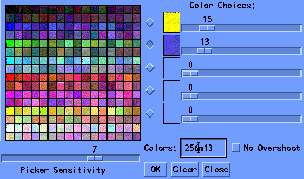 Color Choices:
15
13
0
0
0
7
Picker Sensitivity
Colors:
No Overshoot
OK
Clear
Close